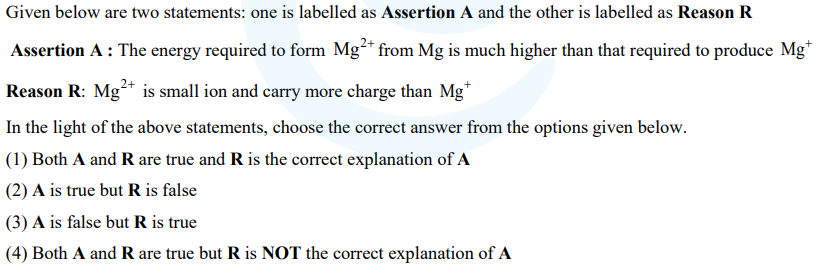 Given below are two statements: one is labelled as Assertion A and the other is labelled as Reason R
Assertion A : The energy required to form Mg²⁺ from Mg is much higher than that required to produce Mg⁺
Reason R: Mg²⁺ is small ion and carry more charge than Mg⁺
In the light of the above statements, choose the correct answer from the options given below.
(1) Both A and R are true and R is the correct explanation of A
(2) A is true but R is false
(3) A is false but R is true
(4) Both A and R are true but R is NOT the correct explanation of A